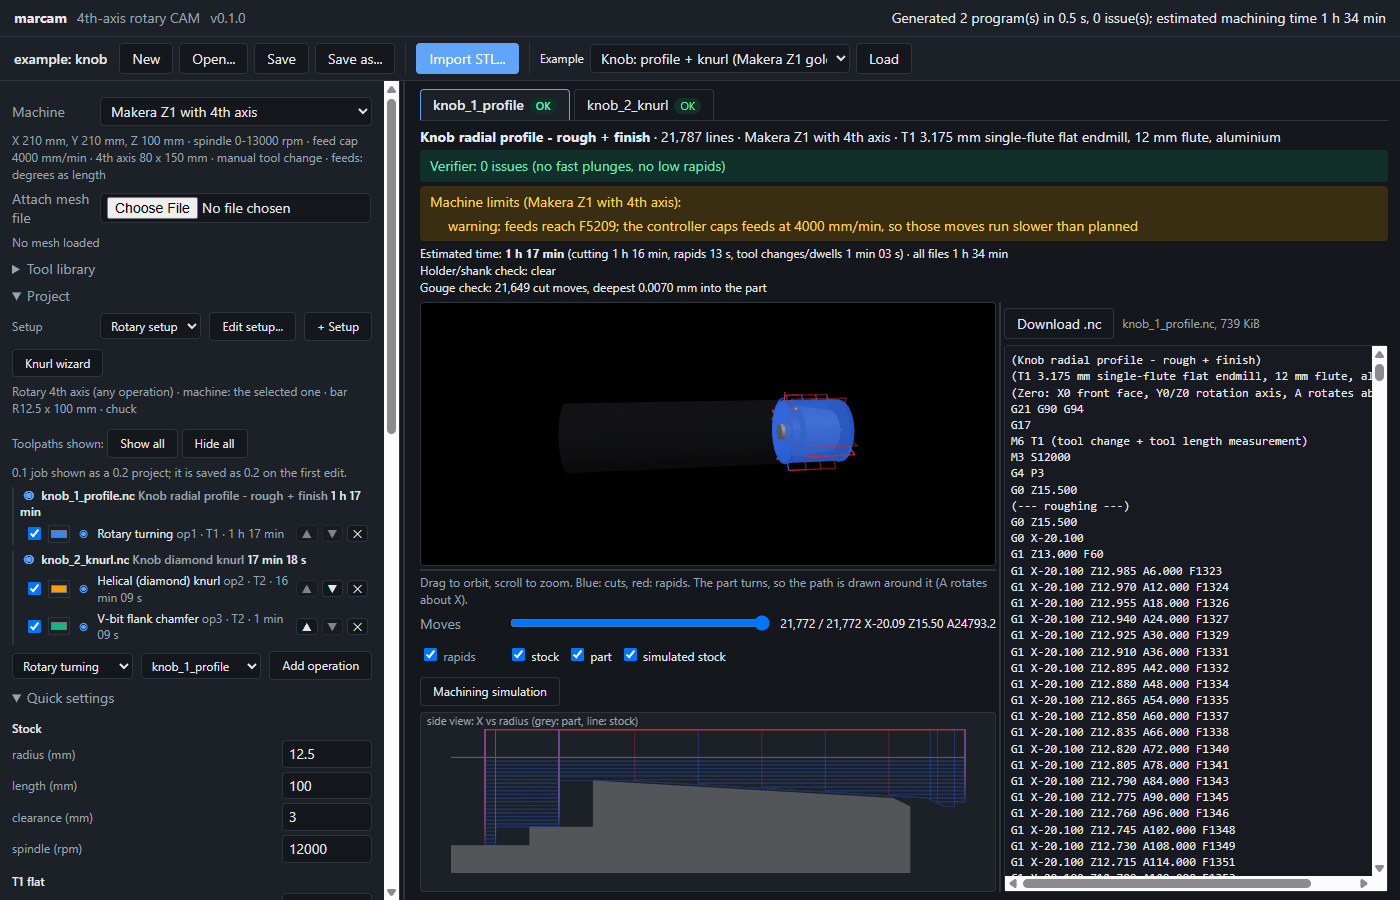 marcam 4th-axis rotary CAM v0.1.0
Generated 2 program(s) in 0.5 s, 0 issue(s); estimated machining time 1 h 34 min
example: knob New Open... Save Save as... Import STL... Example Knob: profile + knurl (Makera Z1 gol Load
Machine Makera Z1 with 4th axis
X 210 mm, Y 210 mm, Z 100 mm · spindle 0-13000 rpm · feed cap
4000 mm/min · 4th axis 80 x 150 mm · manual tool change · feeds:
degrees as length
Attach mesh
file
Choose File No file chosen
No mesh loaded
Tool library
Project
Setup Rotary setup Edit setup... + Setup
Knurl wizard
Rotary 4th axis (any operation) · machine: the selected one · bar
R12.5 x 100 mm · chuck
Toolpaths shown: Show all Hide all
0.1 job shown as a 0.2 project; it is saved as 0.2 on the first edit.
knob_1_profile.nc Knob radial profile - rough + finish 1 h 17
min
Rotary turning op1 · T1 · 1 h 17 min
knob_2_knurl.nc Knob diamond knurl 17 min 18 s
Helical (diamond) knurl op2 · T2 · 16
min 09 s
V-bit flank chamfer op3 · T2 · 1 min
09 s
Rotary turning knob_1_profile Add operation
Quick settings
Stock
radius (mm) 12.5
length (mm) 100
clearance (mm) 3
spindle (rpm) 12000
T1 flat
knob_1_profile OK knob_2_knurl OK
Knob radial profile - rough + finish · 21,787 lines · Makera Z1 with 4th axis · T1 3.175 mm single-flute flat endmill, 12 mm flute, aluminium
Verifier: 0 issues (no fast plunges, no low rapids)
Machine limits (Makera Z1 with 4th axis):
warning: feeds reach F5209; the controller caps feeds at 4000 mm/min, so those moves run slower than planned
Estimated time: 1 h 17 min (cutting 1 h 16 min, rapids 13 s, tool changes/dwells 1 min 03 s) · all files 1 h 34 min
Holder/shank check: clear
Gouge check: 21,649 cut moves, deepest 0.0070 mm into the part
Drag to orbit, scroll to zoom. Blue: cuts, red: rapids. The part turns, so the path is drawn around it (A rotates
about X).
Moves 21,772 / 21,772 X-20.09 Z15.50 A24793.2
rapids stock part simulated stock
Machining simulation
side view: X vs radius (grey: part, line: stock)
Download .nc knob_1_profile.nc, 739 KiB
(Knob radial profile - rough + finish)
(T1 3.175 mm single-flute flat endmill, 12 mm flute, al
(Zero: X0 front face, Y0/Z0 rotation axis, A rotates ab
G21 G90 G94
G17
M6 T1 (tool change + tool length measurement)
M3 S12000
G4 P3
G0 Z15.500
(--- roughing ---)
G0 Z15.500
G0 X-20.100
G1 Z13.000 F60
G1 X-20.100 Z12.985 A6.000 F1323
G1 X-20.100 Z12.970 A12.000 F1324
G1 X-20.100 Z12.955 A18.000 F1326
G1 X-20.100 Z12.940 A24.000 F1327
G1 X-20.100 Z12.925 A30.000 F1329
G1 X-20.100 Z12.910 A36.000 F1331
G1 X-20.100 Z12.895 A42.000 F1332
G1 X-20.100 Z12.880 A48.000 F1334
G1 X-20.100 Z12.865 A54.000 F1335
G1 X-20.100 Z12.850 A60.000 F1337
G1 X-20.100 Z12.835 A66.000 F1338
G1 X-20.100 Z12.820 A72.000 F1340
G1 X-20.100 Z12.805 A78.000 F1341
G1 X-20.100 Z12.790 A84.000 F1343
G1 X-20.100 Z12.775 A90.000 F1345
G1 X-20.100 Z12.760 A96.000 F1346
G1 X-20.100 Z12.745 A102.000 F1348
G1 X-20.100 Z12.730 A108.000 F1349
G1 X-20.100 Z12.715 A114.000 F1351